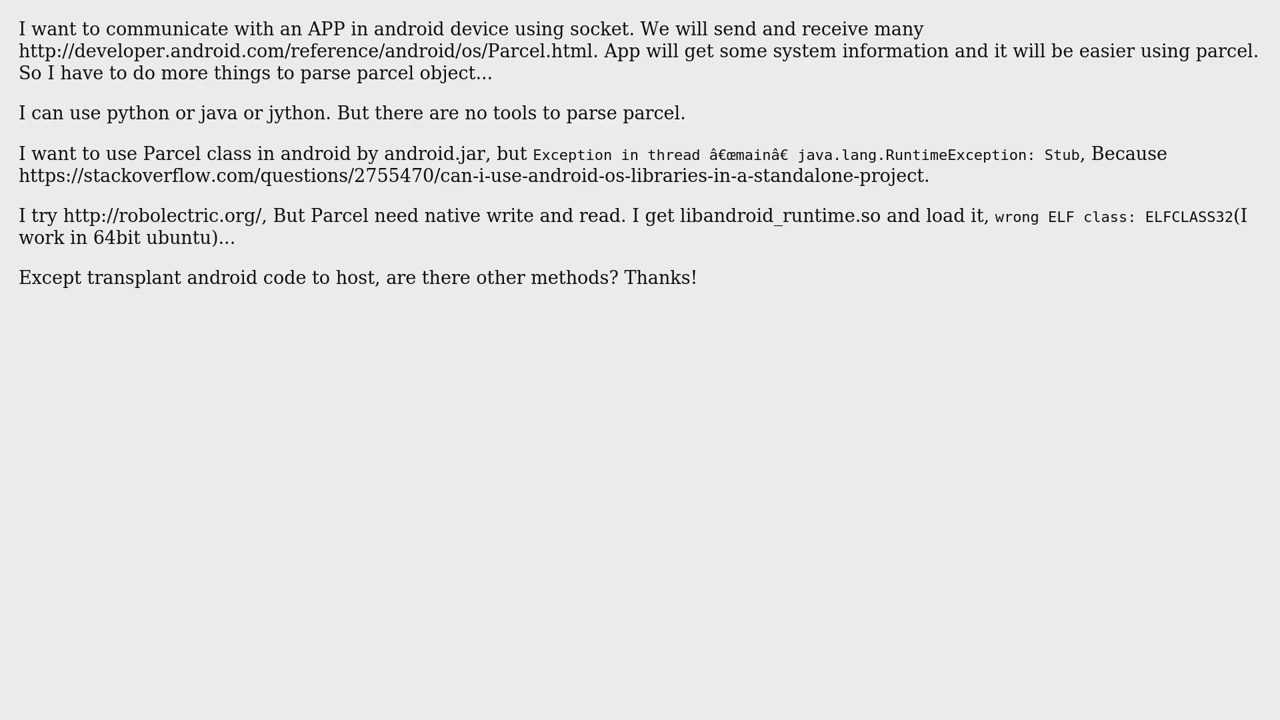 I want to communicate with an APP in android device using socket. We will send and receive many
http://developer.android.com/reference/android/os/Parcel.html. App will get some system information and it will be easier using parcel.
So I have to do more things to parse parcel object...
I can use python or java or jython. But there are no tools to parse parcel.
I want to use Parcel class in android by android.jar, but Exception in thread â€œmainâ€ java.lang.RuntimeException: Stub, Because
https://stackoverflow.com/questions/2755470/can-i-use-android-os-libraries-in-a-standalone-project.
I try http://robolectric.org/, But Parcel need native write and read. I get libandroid_runtime.so and load it, wrong ELF class: ELFCLASS32(I
work in 64bit ubuntu)...
Except transplant android code to host, are there other methods? Thanks!